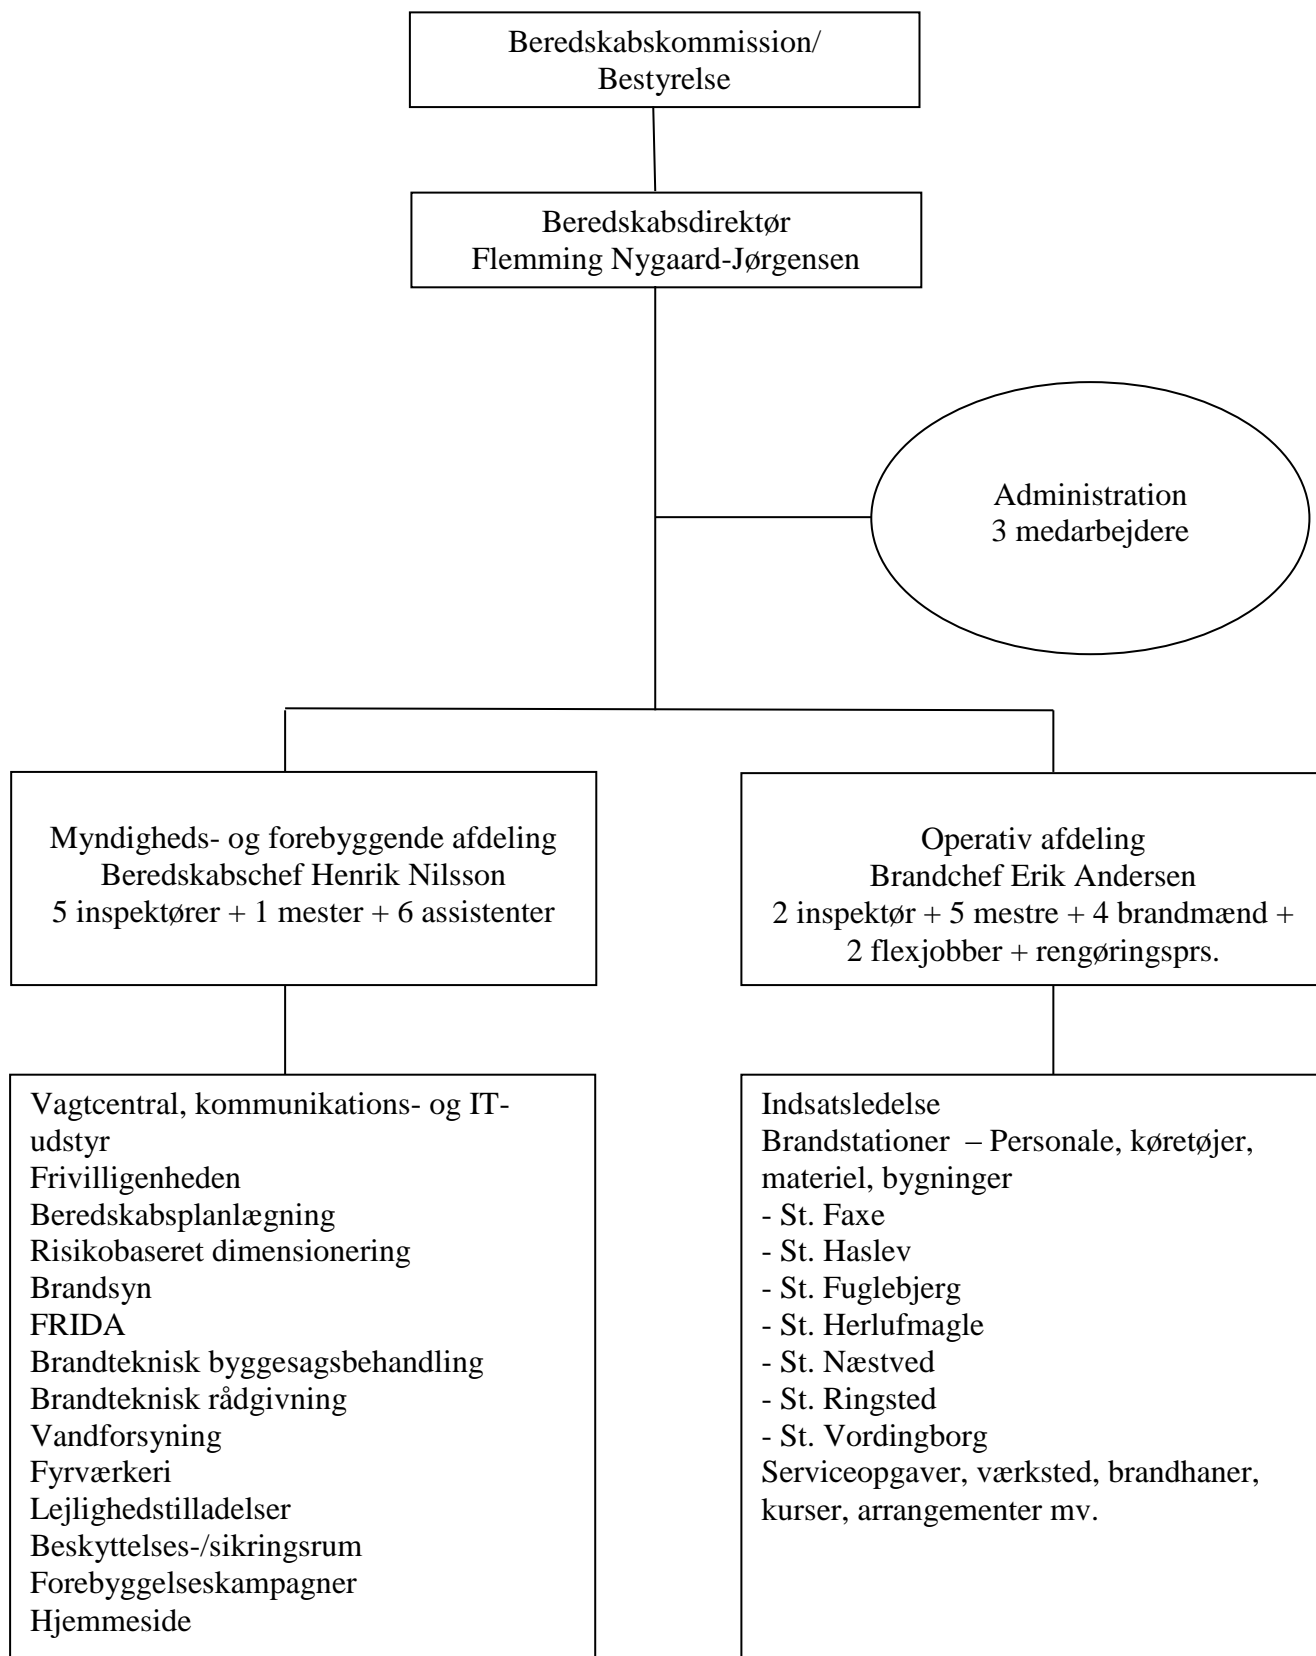 Beredskabskommission/
Bestyrelse
Beredskabsdirektør
Flemming Nygaard-Jørgensen
Administration
3 medarbejdere
Myndigheds- og forebyggende afdeling
Beredskabschef Henrik Nilsson
5 inspektører + 1 mester + 6 assistenter
Operativ afdeling
Brandchef Erik Andersen
2 inspektør + 5 mestre + 4 brandmænd +
2 flexjobber + rengøringsprs.
Vagtcentral, kommunikations- og IT-
udstyr
Frivilligenheden
Beredskabsplanlægning
Risikobaseret dimensionering
Brandsyn
FRIDA
Brandteknisk byggesagsbehandling
Brandteknisk rådgivning
Vandforsyning
Fyrværkeri
Lejlighedstilladelser
Beskyttelses-/sikringsrum
Forebyggelseskampagner
Hjemmeside
Indsatsledelse
Brandstationer – Personale, køretøjer,
materiel, bygninger
- St. Faxe
- St. Haslev
- St. Fuglebjerg
- St. Herlufmagle
- St. Næstved
- St. Ringsted
- St. Vordingborg
Serviceopgaver, værksted, brandhaner,
kurser, arrangementer mv.